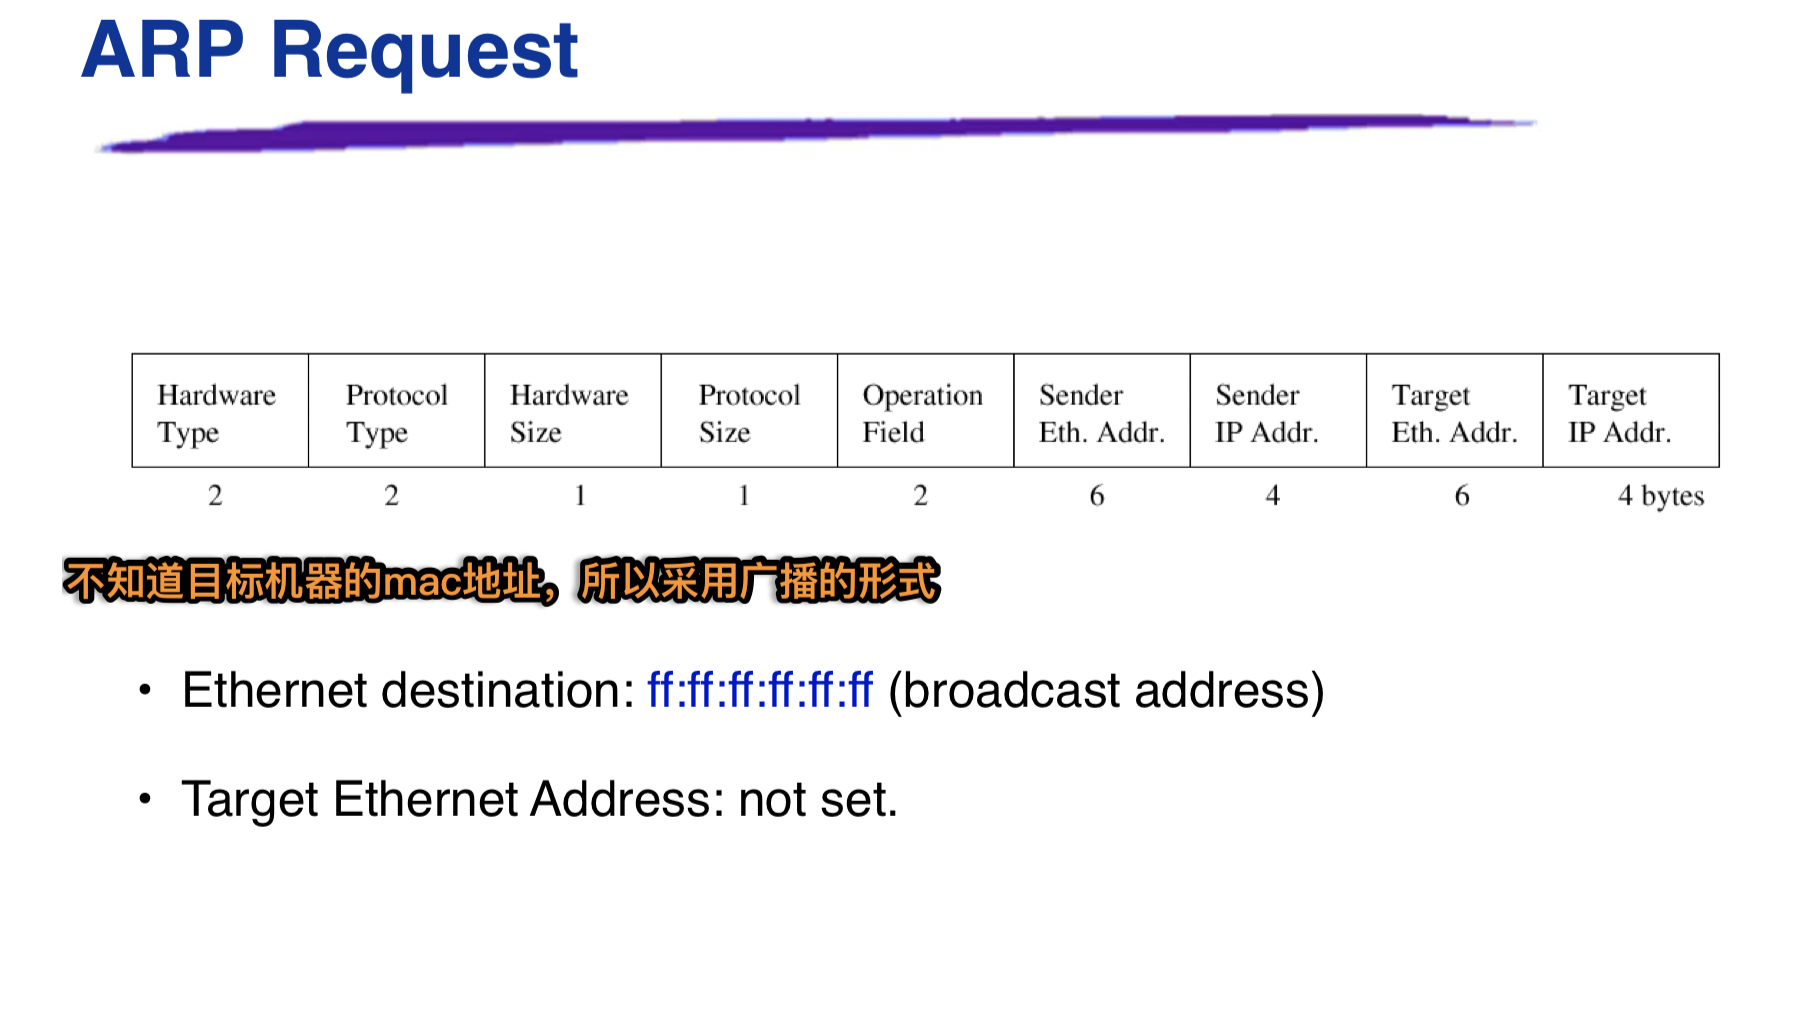 ARP Request
Hardware Type
Protocol Type
Hardware Size
Protocol Size
Operation Field
Sender Eth. Addr.
Sender IP Addr.
Target Eth. Addr.
Target IP Addr.
2 2 1 1 2 6 4 6 4 bytes
不知道目标机器的mac地址，所以采用广播的形式
• Ethernet destination: ff:ff:ff:ff:ff:ff (broadcast address)
• Target Ethernet Address: not set.